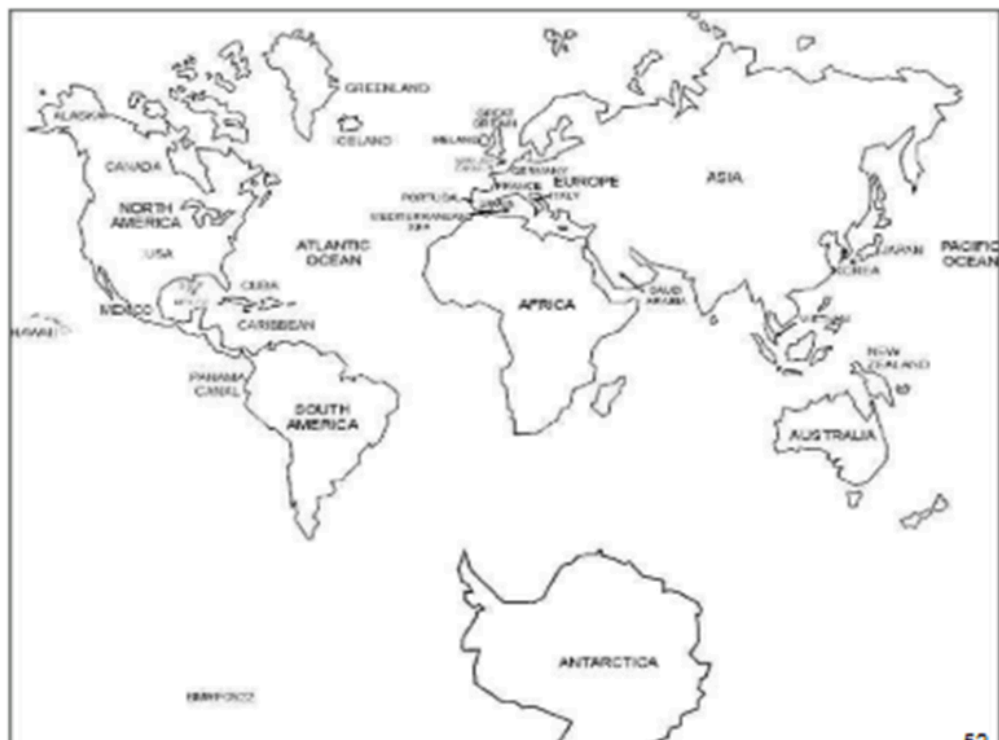 GREENLAND
ALASKA
GREAT
BRITAIN
ICELAND
IRELAND
CANADA
GERMANY
ASIA
EUROPE
FRANCE
PORTUGAL
ITALY
NORTH
AMERICA
MEDITERRANEAN
SEA
ATLANTIC
OCEAN
PACIFIC
OCEAN
USA
JAPAN
KOREA
CUBA
SAUDI
ARABIA
MEXICO
AFRICA
HAWAII
CARIBBEAN
VIETNAM
NEW
ZEALAND
PANAMA
CANAL
SOUTH
AMERICA
AUSTRALIA
ANTARCTICA
52